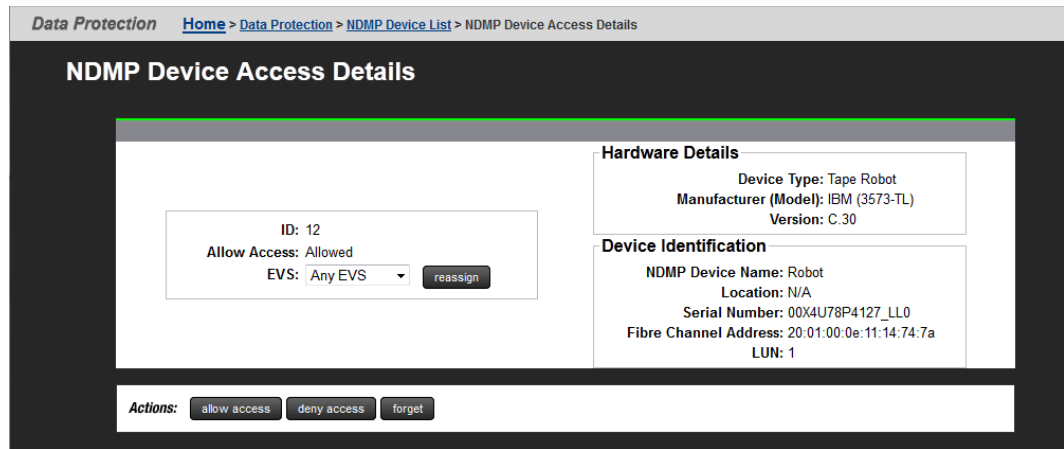 Data Protection Home > Data Protection > NDMP Device List > NDMP Device Access Details
NDMP Device Access Details
ID: 12
Allow Access: Allowed
EVS: Any EVS reassign
Hardware Details
Device Type: Tape Robot
Manufacturer (Model): IBM (3573-TL)
Version: C.30
Device Identification
NDMP Device Name: Robot
Location: N/A
Serial Number: 00X4U78P4127_LL0
Fibre Channel Address: 20:01:00:0e:11:14:74:7a
LUN: 1
Actions: allow access deny access forget